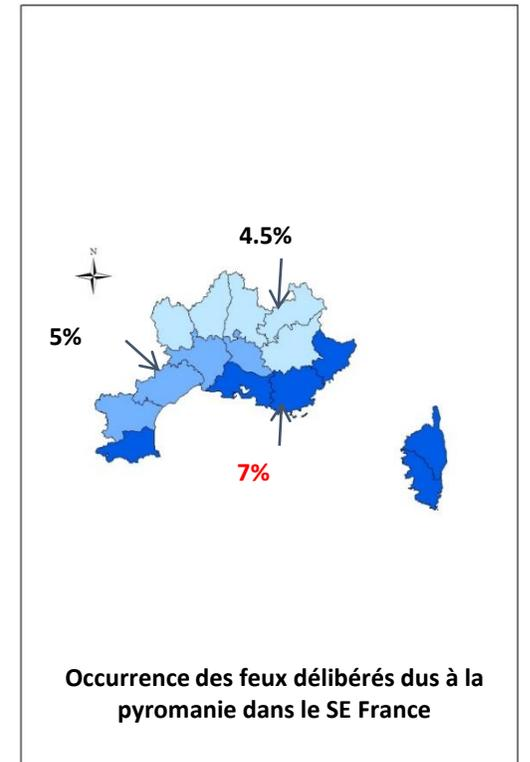 4.5%
N
5%
7%
Occurrence des feux délibérés dus à la
pyromanie dans le SE France